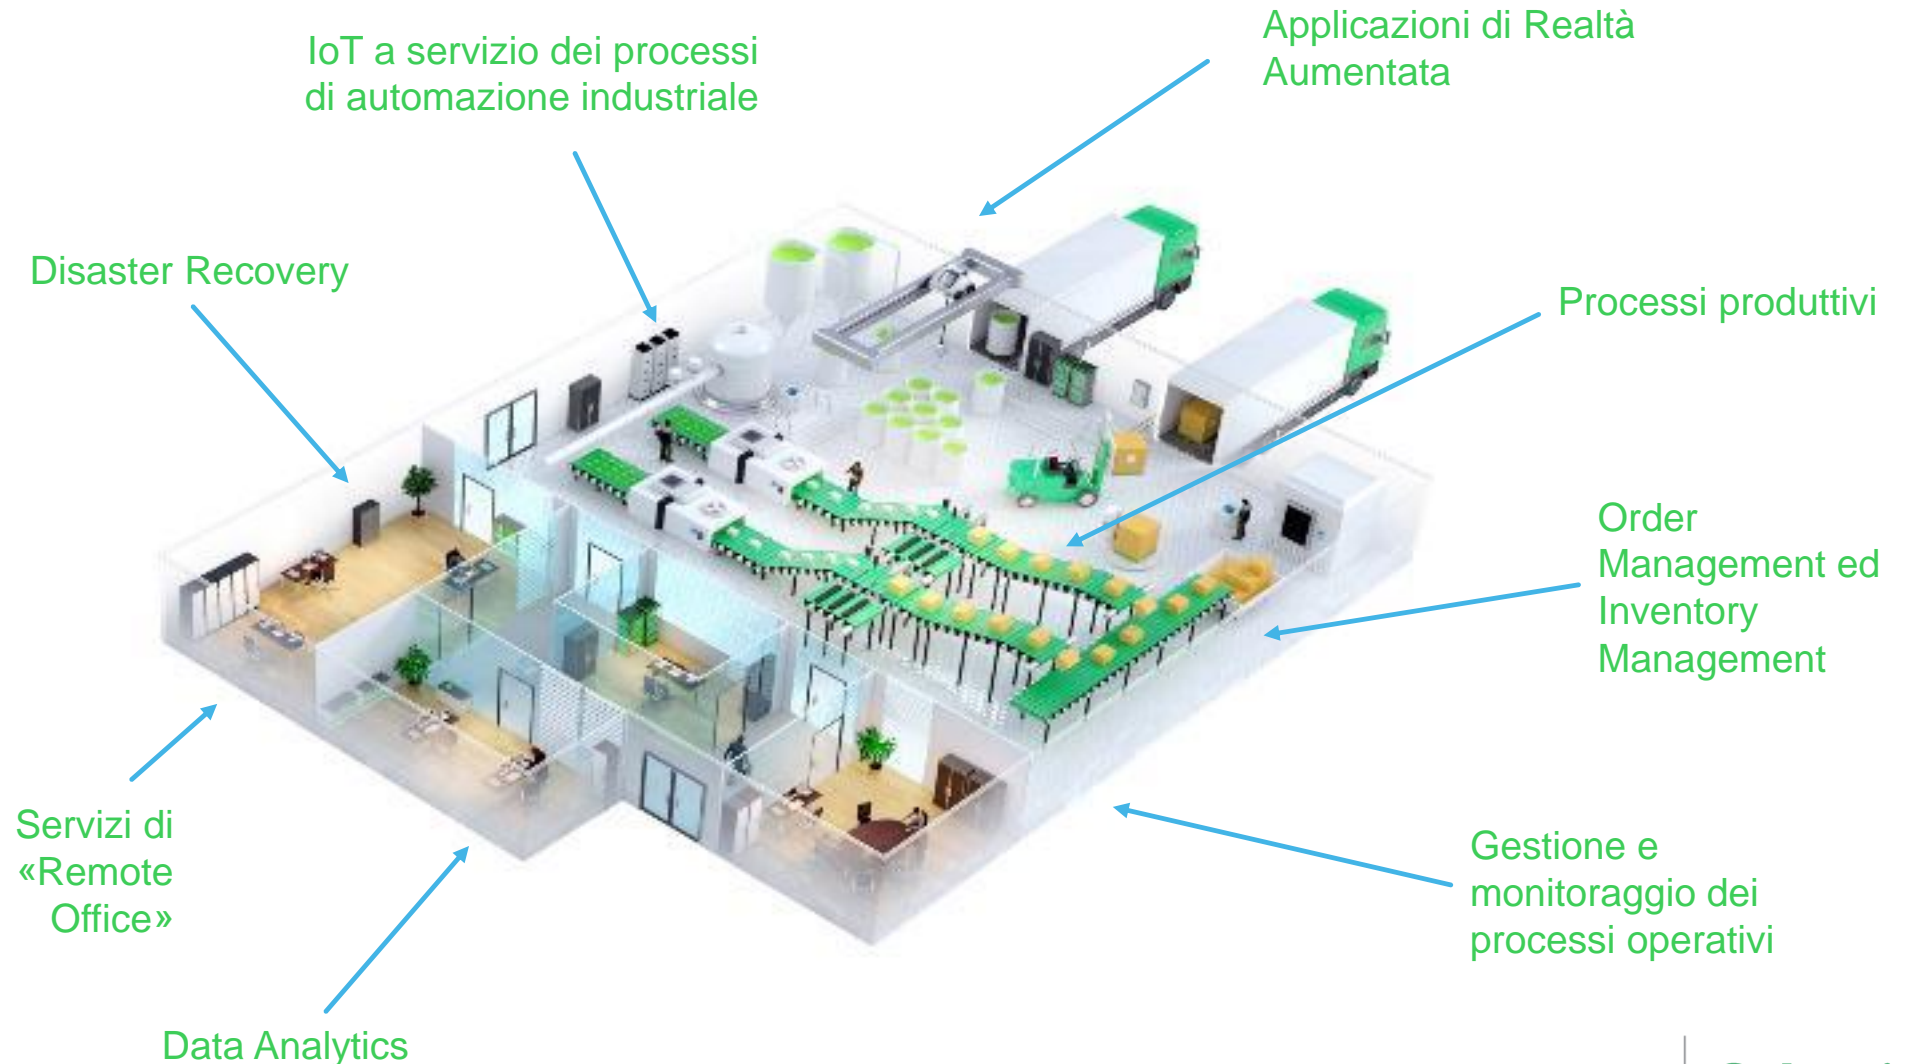 Applicazioni di Realtà
Aumentata
IoT a servizio dei processi
di automazione industriale
Disaster Recovery
Processi produttivi
Order
Management ed
Inventory
Management
Servizi di
«Remote
Office»
Gestione e
monitoraggio dei
processi operativi
Data Analytics